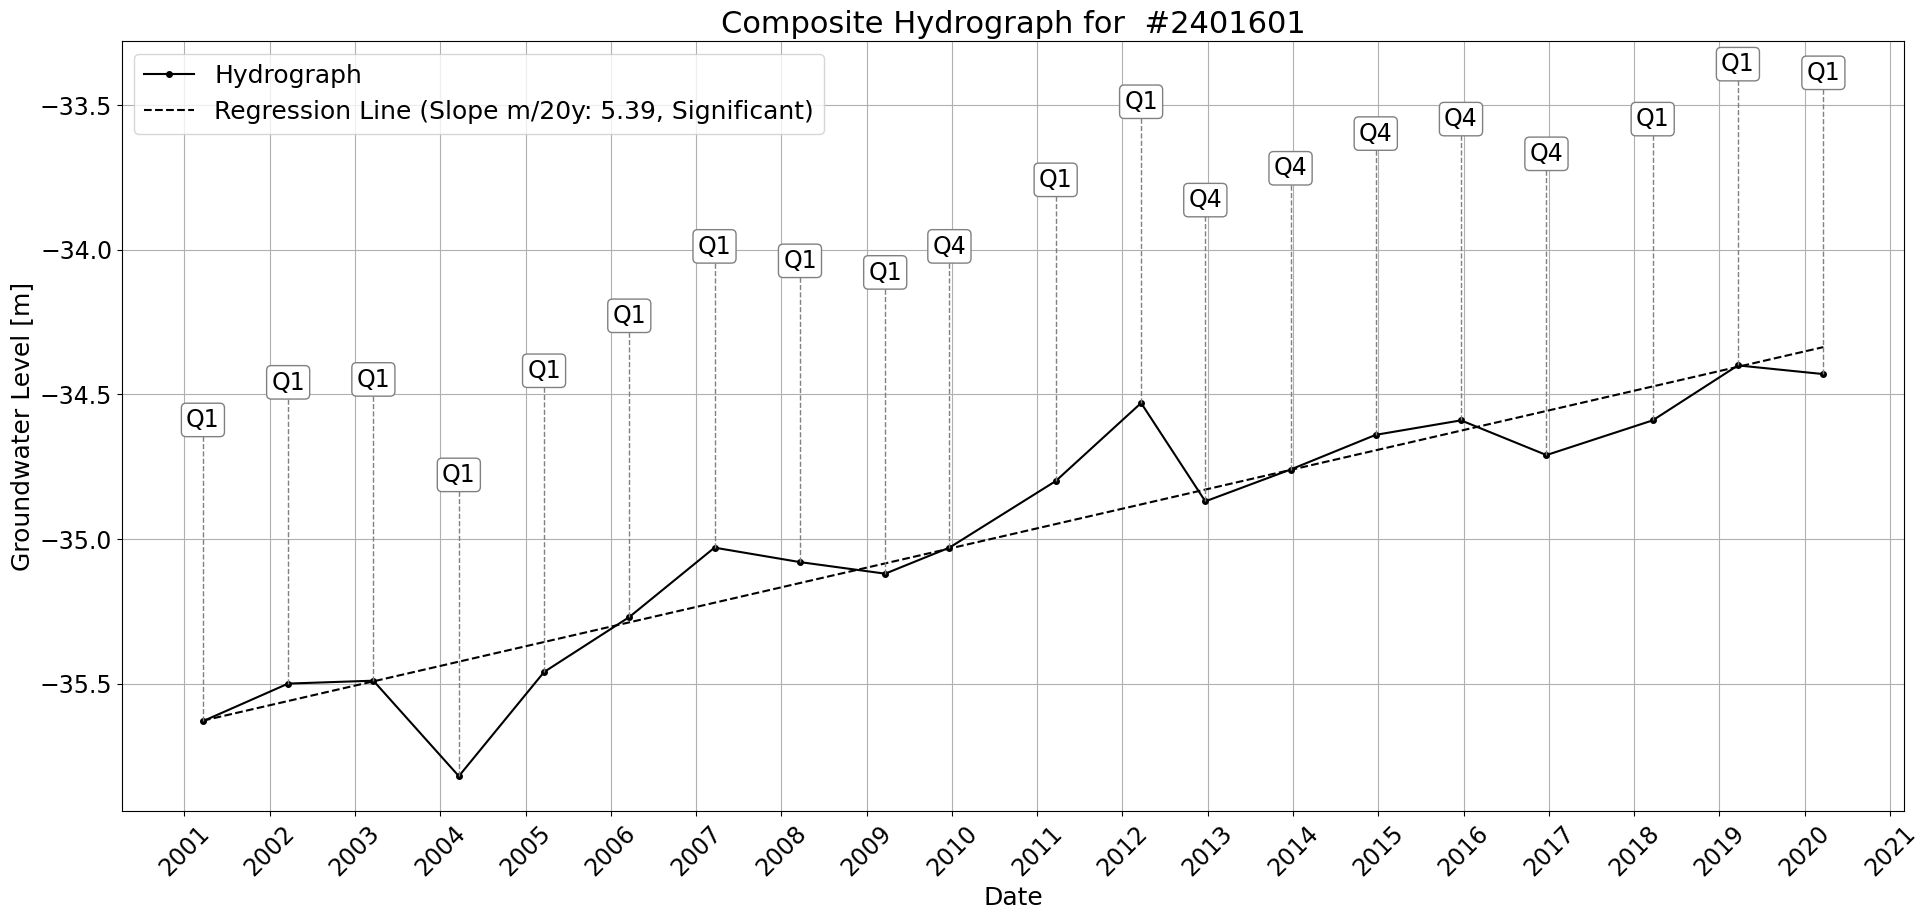 Composite Hydrograph for  #2401601
Hydrograph
Regression Line (Slope m/20y: 5.39, Significant)
Groundwater Level [m]
−33.5
−34.0
−34.5
−35.0
−35.5
Q1
Q1
Q1
Q1
Q1
Q1
Q1
Q1
Q1
Q4
Q1
Q1
Q4
Q4
Q4
Q4
Q4
Q1
Q1
Q1
2001
2002
2003
2004
2005
2006
2007
2008
2009
2010
2011
2012
2013
2014
2015
2016
2017
2018
2019
2020
2021
Date